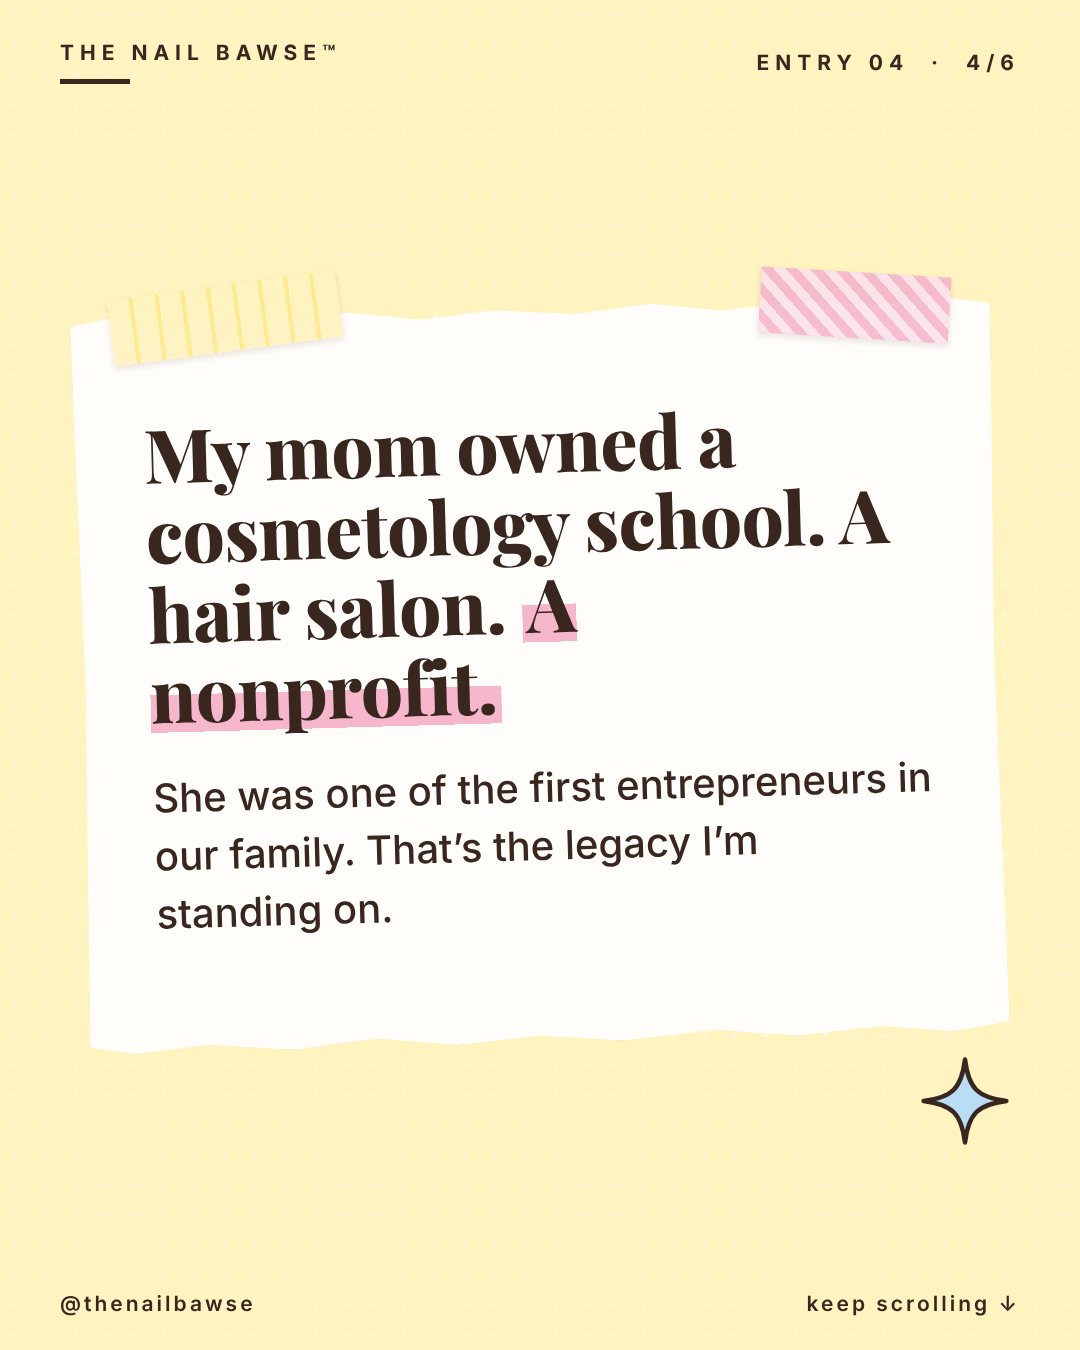 THE NAIL BAWSE™
ENTRY 04 · 4/6
My mom owned a
cosmetology school. A
hair salon. A
nonprofit.
She was one of the first entrepreneurs in
our family. That’s the legacy I’m
standing on.
@thenailbawse
keep scrolling ↓